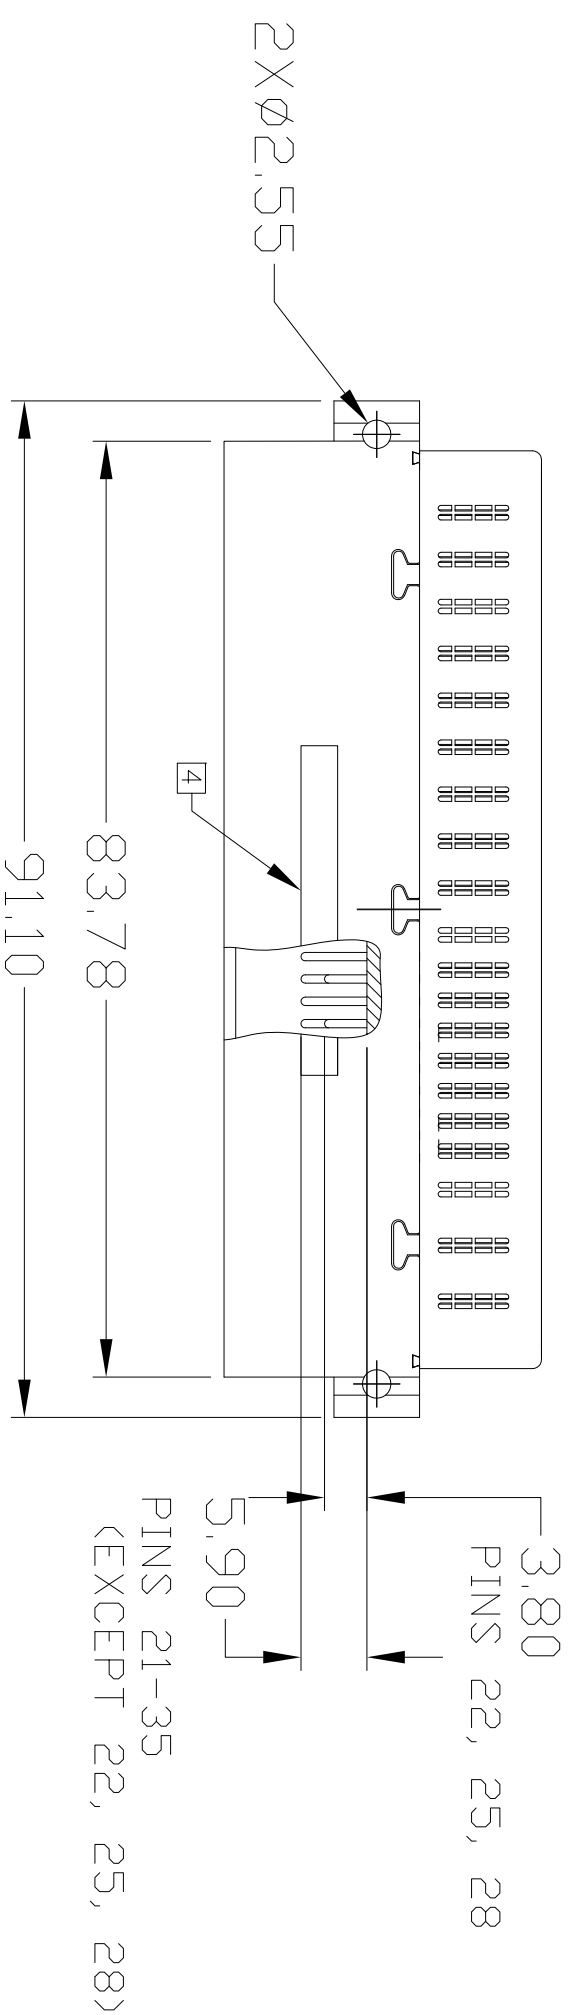 2XØ2.55
4
83.78
91.10
3.80
PINS 22, 25, 28
5.90
PINS 21-35
(EXCEPT 22, 25, 28)